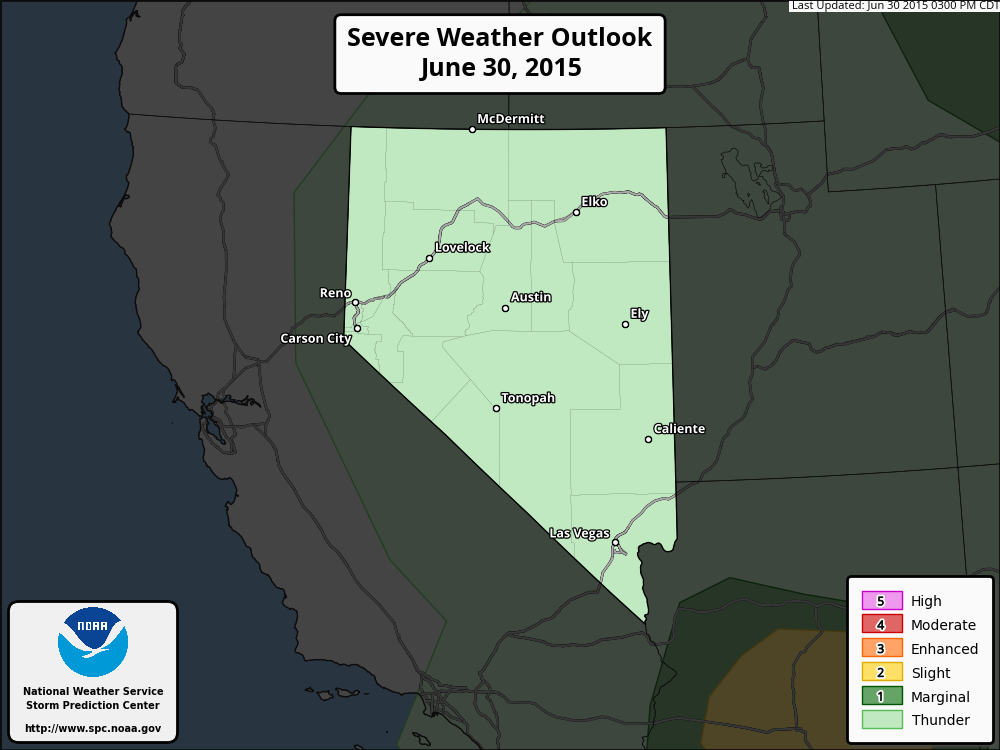 Last Updated: Jun 30 2015 0300 PM CDT
Severe Weather Outlook
June 30, 2015
McDermitt
Elko
Lovelock
Reno
Austin
Ely
Carson City
Tonopah
Caliente
Las Vegas
5 High
4 Moderate
3 Enhanced
2 Slight
1 Marginal
Thunder
NOAA
National Weather Service
Storm Prediction Center
http://www.spc.noaa.gov